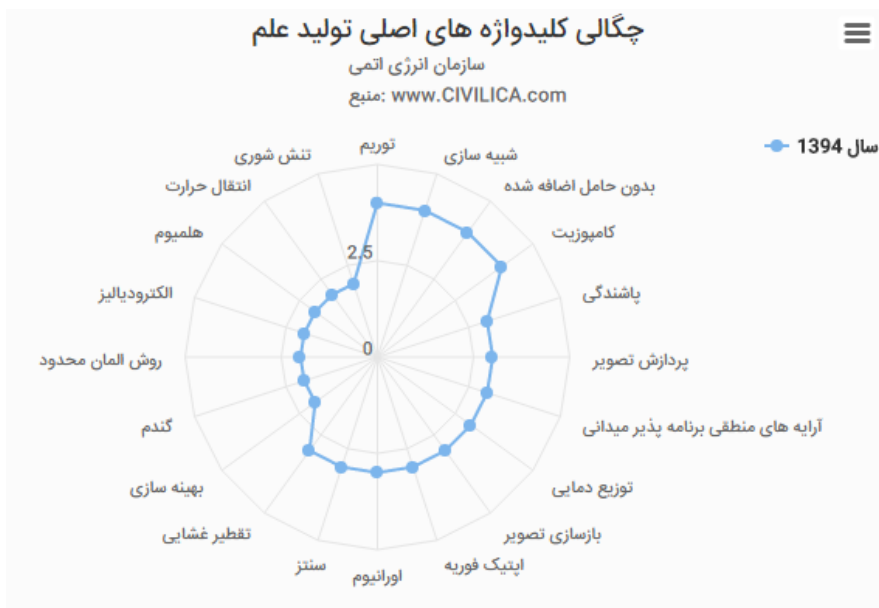 چگالی کلیدواژه های اصلی تولید علم
سازمان انرژی اتمی
منبع: www.CIVILICA.com
سال 1394
توریم
شبیه سازی
بدون حامل اضافه شده
کامپوزیت
پاشندگی
پردازش تصویر
آرایه های منطقی برنامه پذیر میدانی
توزیع دمایی
بازسازی تصویر
اپتیک فوریه
اورانیوم
سنتز
تقطیر غشایی
بهینه سازی
گندم
روش المان محدود
الکترودیالیز
هلمیوم
انتقال حرارت
تنش شوری
2.5
0